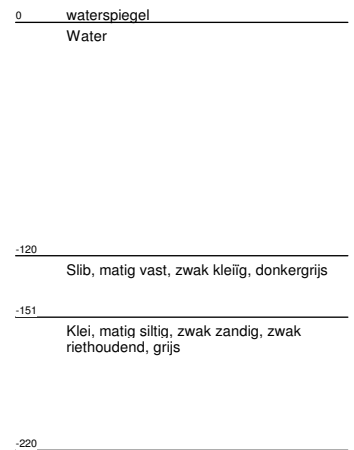 0 waterspiegel
Water
-120
Slib, matig vast, zwak kleiïg, donkergrijs
-151
Klei, matig siltig, zwak zandig, zwak
riethoudend, grijs
-220